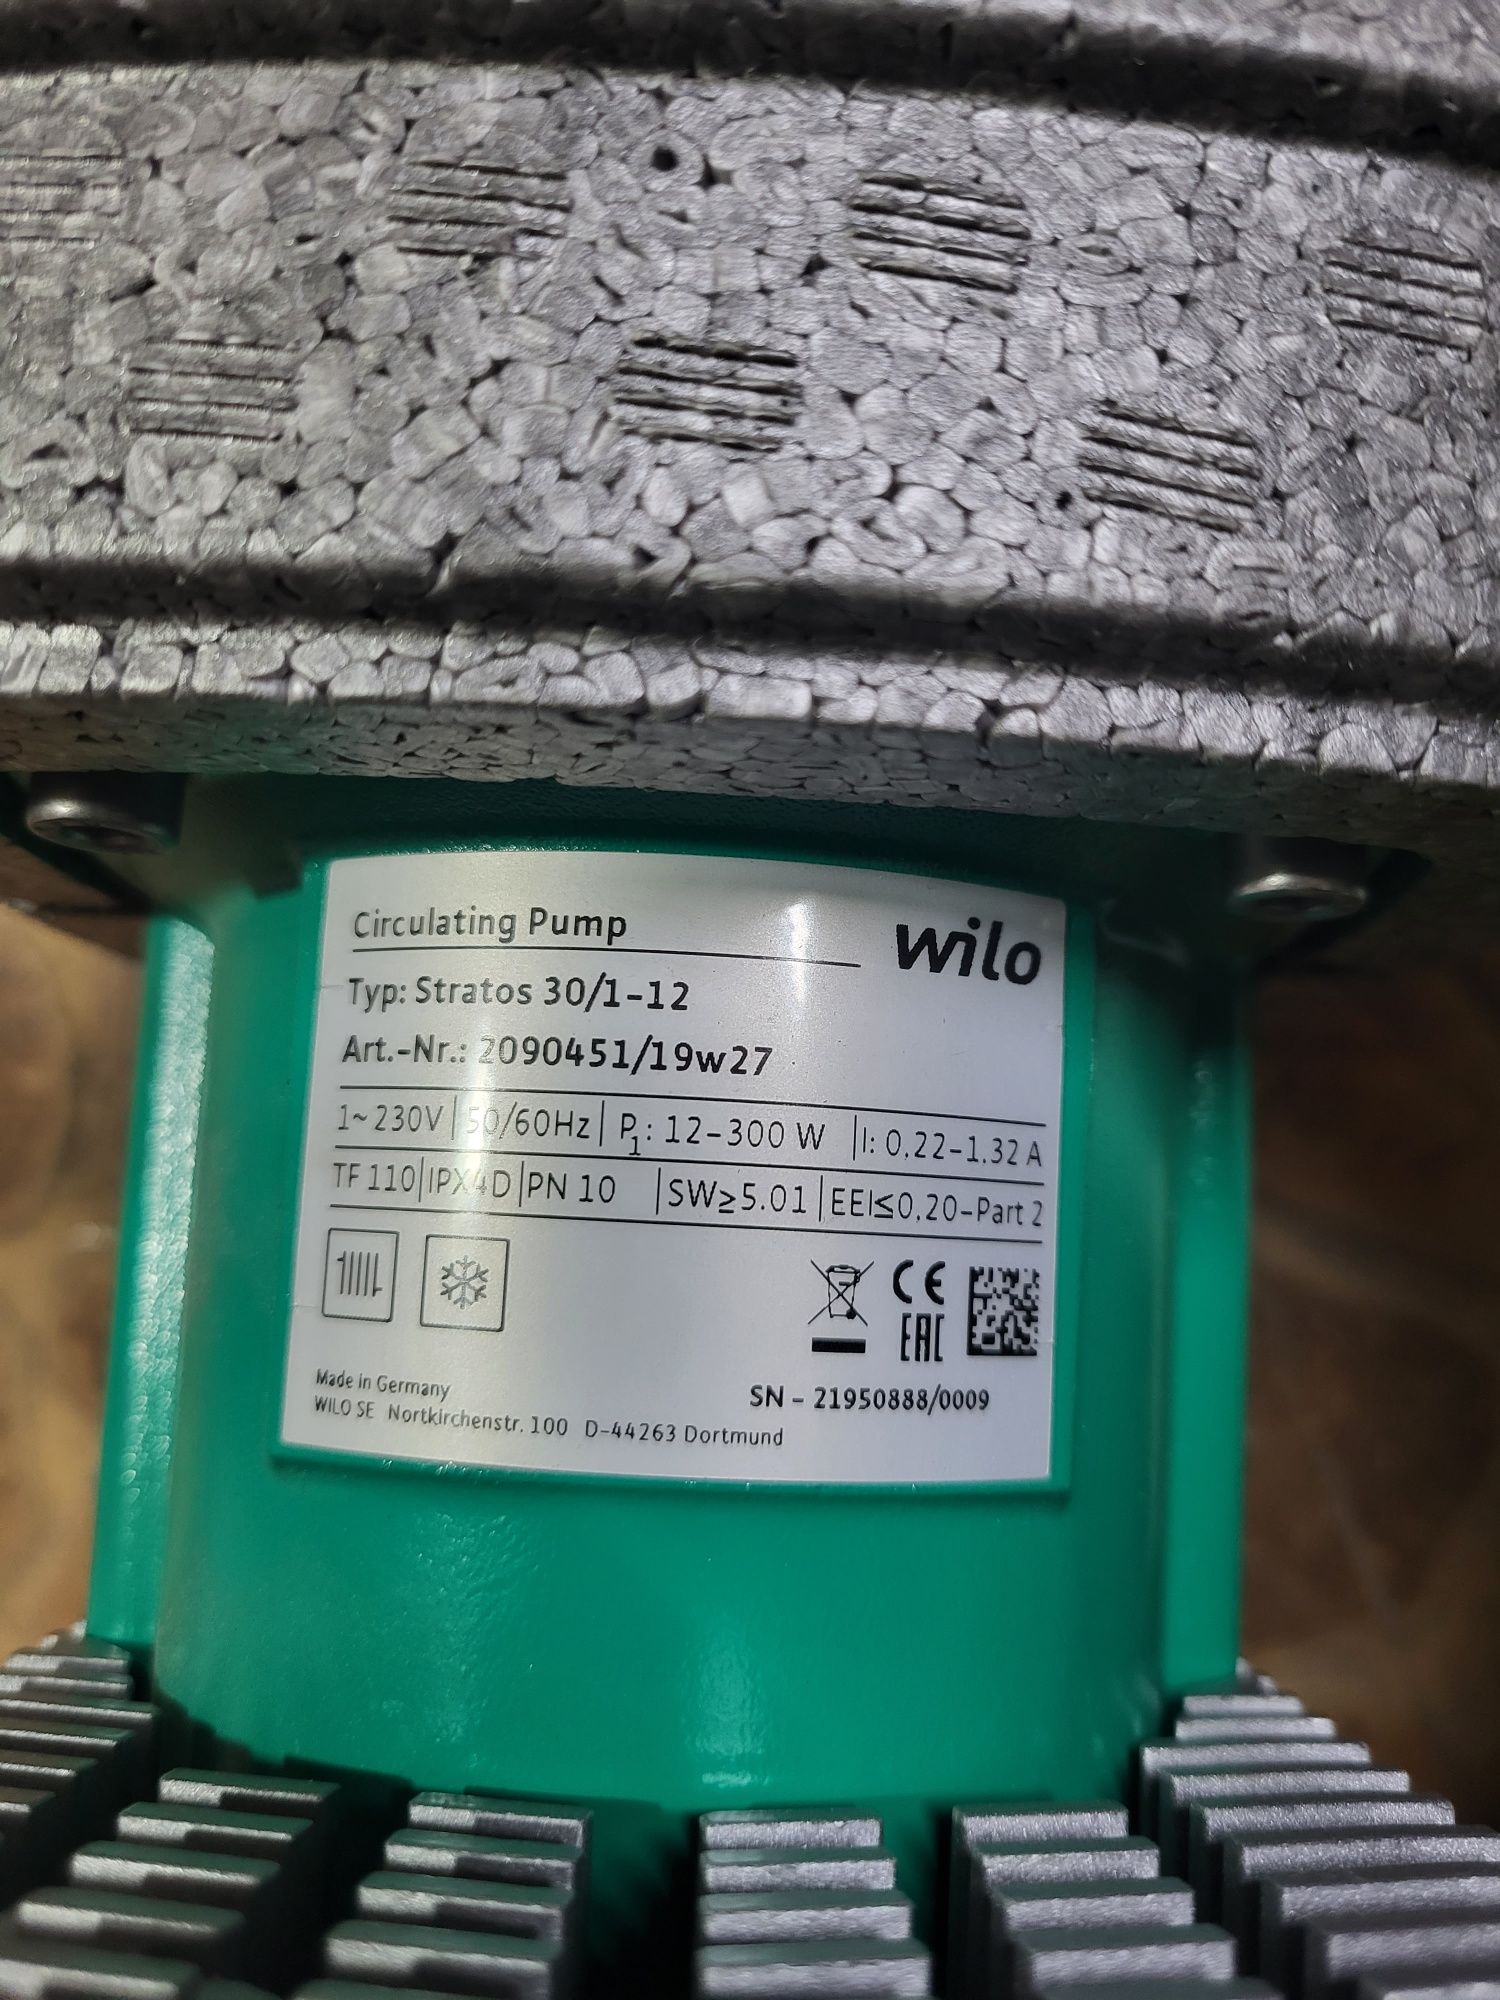 Circulating Pump
wilo
Typ: Stratos 30/1-12
Art.-Nr.: 2090451/19w27
1~ 230V | 50/60Hz | P1: 12-300 W | I: 0.22-1.32 A
TF 110 | IPX4D | PN 10 | SW≥5.01 | EEI≤0.20-Part 2
CE
EAC
Made in Germany
SN - 21950888/0009
WILO SE Nortkirchenstr. 100 D-44263 Dortmund